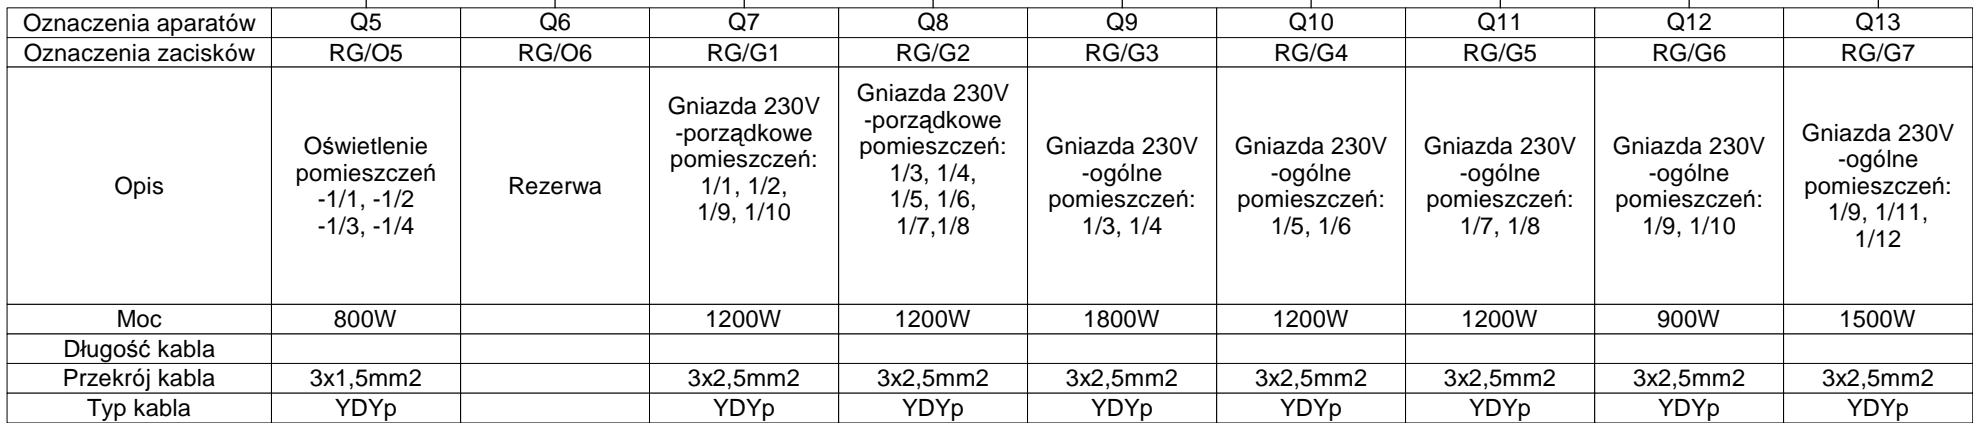 Oznaczenia aparatów Q5 Q6 Q7 Q8 Q9 Q10 Q11 Q12 Q13
Oznaczenia zacisków RG/O5 RG/O6 RG/G1 RG/G2 RG/G3 RG/G4 RG/G5 RG/G6 RG/G7
Opis
Oświetlenie
pomieszczeń
-1/1, -1/2
-1/3, -1/4
Rezerwa
Gniazda 230V
-porządkowe
pomieszczeń:
1/1, 1/2,
1/9, 1/10
Gniazda 230V
-porządkowe
pomieszczeń:
1/3, 1/4,
1/5, 1/6,
1/7,1/8
Gniazda 230V
-ogólne
pomieszczeń:
1/3, 1/4
Gniazda 230V
-ogólne
pomieszczeń:
1/5, 1/6
Gniazda 230V
-ogólne
pomieszczeń:
1/7, 1/8
Gniazda 230V
-ogólne
pomieszczeń:
1/9, 1/10
Gniazda 230V
-ogólne
pomieszczeń:
1/9, 1/11,
1/12
Moc 800W 1200W 1200W 1800W 1200W 1200W 900W 1500W
Długość kabla
Przekrój kabla 3x1,5mm2 3x2,5mm2 3x2,5mm2 3x2,5mm2 3x2,5mm2 3x2,5mm2 3x2,5mm2 3x2,5mm2
Typ kabla YDYp YDYp YDYp YDYp YDYp YDYp YDYp YDYp